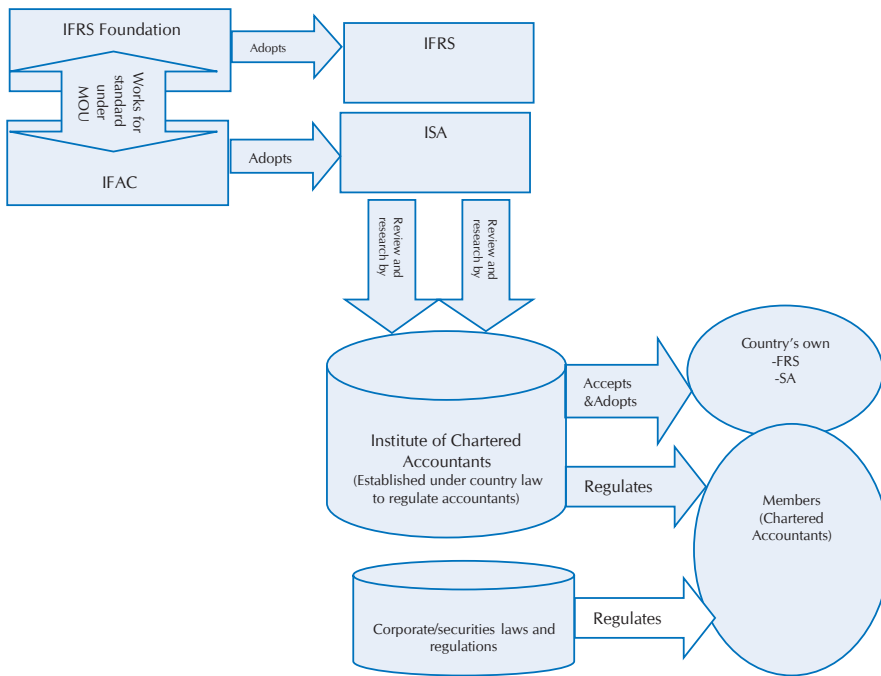 IFRS Foundation
Adopts
IFRS
Works for
standard
under
MOU
IFAC
Adopts
ISA
Review and
research by
Review and
research by
Institute of Chartered
Accountants
(Established under country law
to regulate accountants)
Accepts
&Adopts
Country's own
-FRS
-SA
Regulates
Members
(Chartered
Accountants)
Corporate/securities laws and
regulations
Regulates